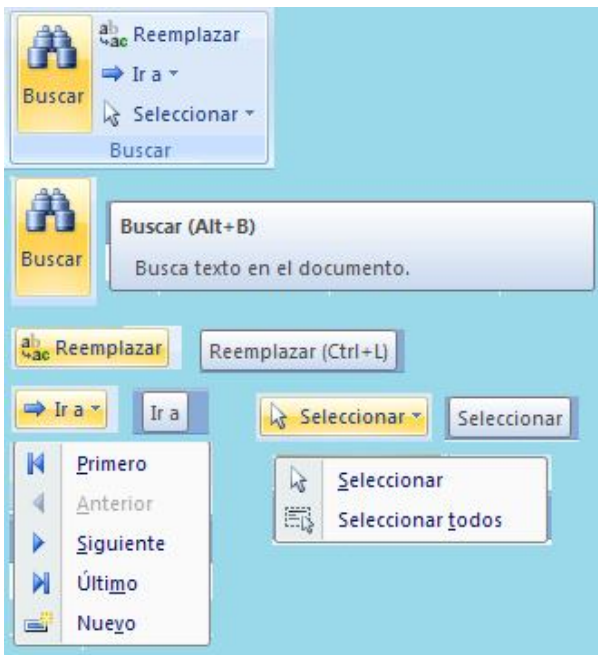 Buscar
Reemplazar
Ir a
Seleccionar
Buscar
Buscar
Buscar (Alt+B)
Busca texto en el documento.
Reemplazar
Reemplazar (Ctrl+L)
Ir a
Ir a
Seleccionar
Seleccionar
Primero
Anterior
Siguiente
Último
Nuevo
Seleccionar
Seleccionar todos